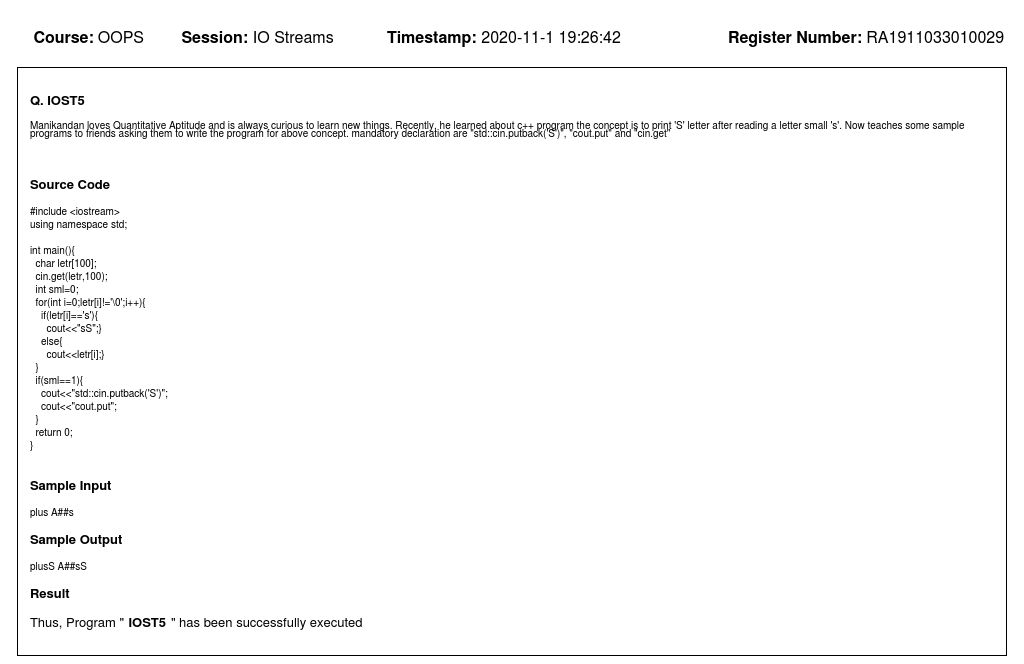 Course: OOPS Session: IO Streams Timestamp: 2020-11-1 19:26:42 Register Number: RA1911033010029
Q. IOST5
Manikandan loves Quantitative Aptitude and is always curious to learn new things. Recently, he learned about c++ program the concept is to print 'S' letter after reading a letter small 's'. Now teaches some sample
programs to friends asking them to write the program for above concept. mandatory declaration are "std::cin.putback('S')", "cout.put" and "cin.get"
Source Code
#include <iostream>
using namespace std;
int main(){
  char letr[100];
  cin.get(letr,100);
  int sml=0;
  for(int i=0;letr[i]!='\0';i++){
    if(letr[i]=='s'){
      cout<<"sS";}
    else{
      cout<<letr[i];}
  }
  if(sml==1){
    cout<<"std::cin.putback('S')";
    cout<<"cout.put";
  }
  return 0;
}
Sample Input
plus A##s
Sample Output
plusS A##sS
Result
Thus, Program " IOST5 " has been successfully executed